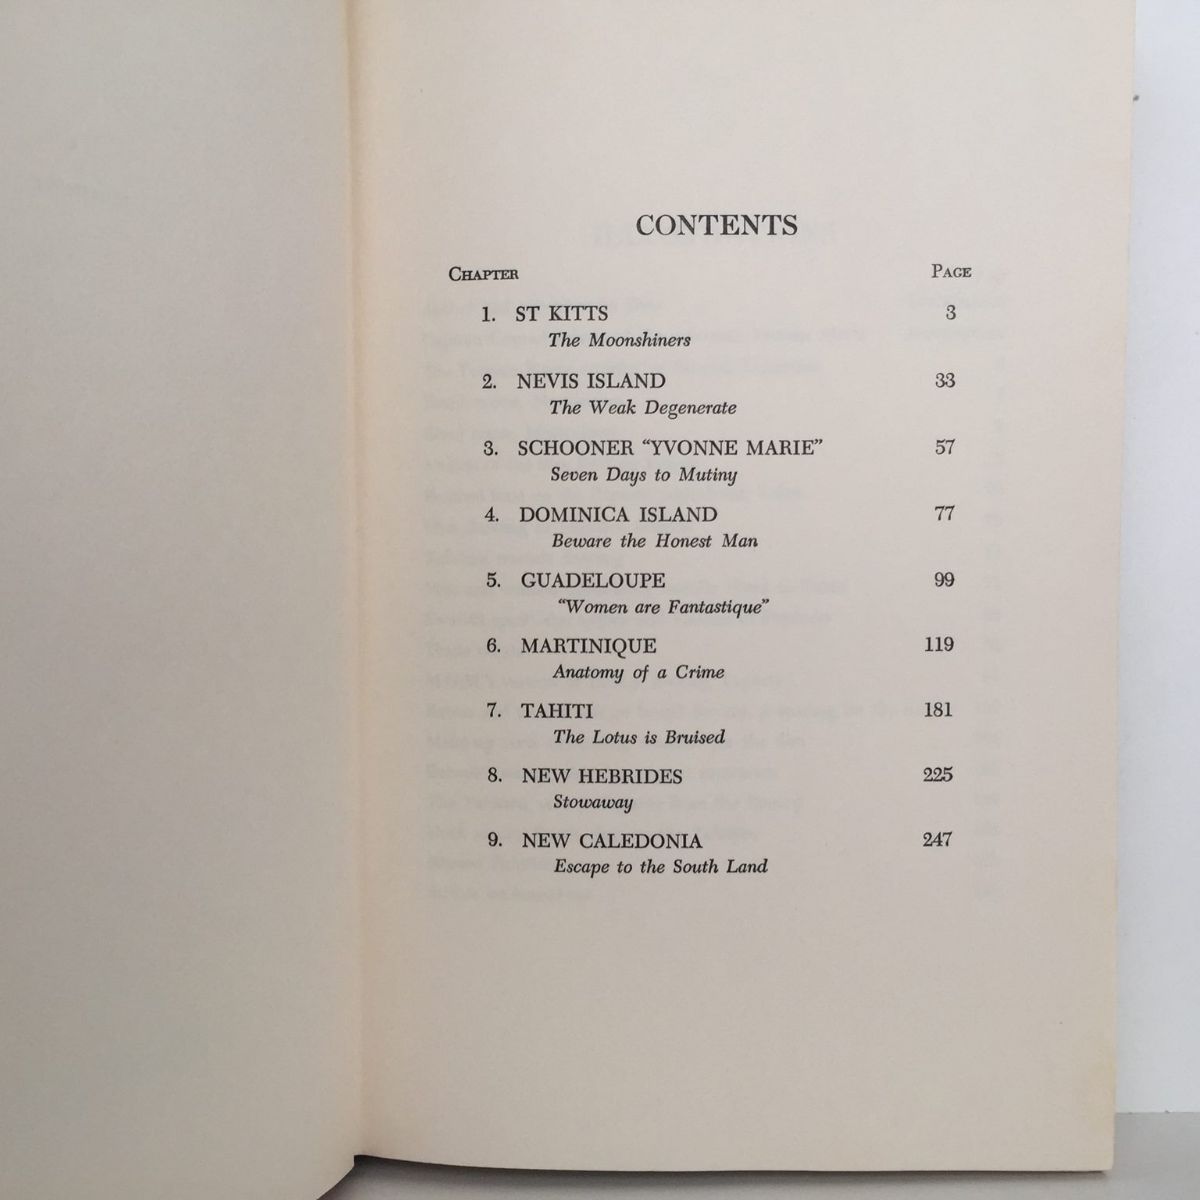 CONTENTS
CHAPTER PAGE
1. ST KITTS 3
The Moonshiners
2. NEVIS ISLAND 33
The Weak Degenerate
3. SCHOONER “YVONNE MARIE” 57
Seven Days to Mutiny
4. DOMINICA ISLAND 77
Beware the Honest Man
5. GUADELOUPE 99
“Women are Fantastique”
6. MARTINIQUE 119
Anatomy of a Crime
7. TAHITI 181
The Lotus is Bruised
8. NEW HEBRIDES 225
Stowaway
9. NEW CALEDONIA 247
Escape to the South Land